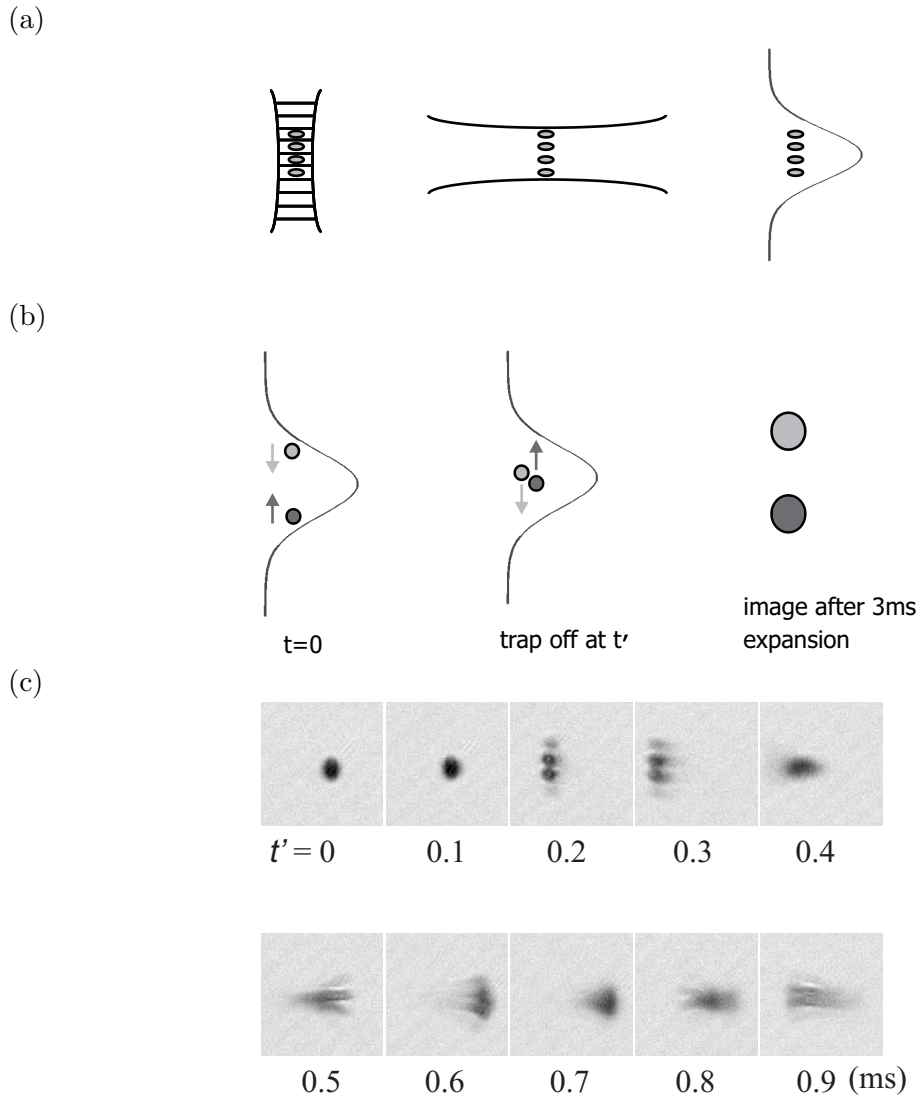 (a)
(b)
t=0
trap off at t′
image after 3ms
expansion
(c)
t’ = 0 0.1 0.2 0.3 0.4
0.5 0.6 0.7 0.8 0.9 (ms)